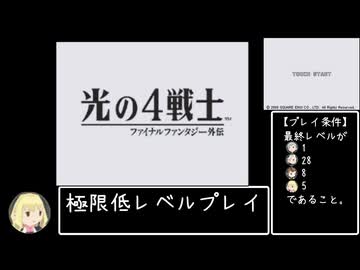 光の4戦士
ファイナルファンタジー外伝
TM
TOUCH START
© 2009 SQUARE ENIX CO., LTD. All Rights Reserved.
【プレイ条件】
最終レベルが
1
28
8
5
であること。
極限低レベルプレイ